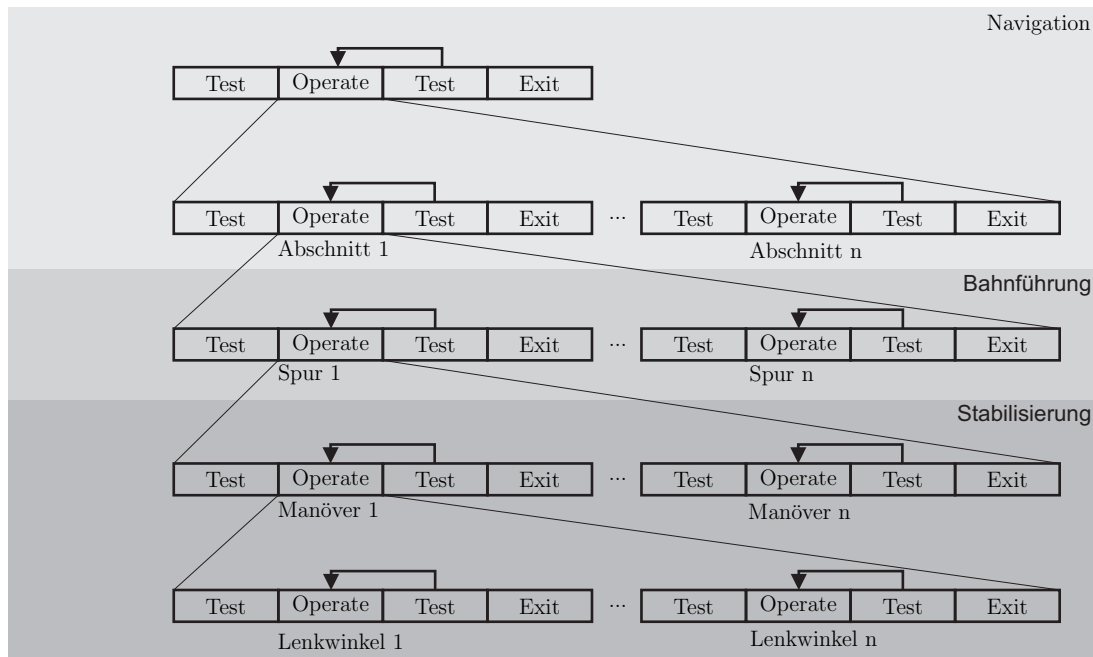 Navigation
Test Operate Test Exit
Test Operate Test Exit ... Test Operate Test Exit
Abschnitt 1 Abschnitt n
Bahnführung
Test Operate Test Exit ... Test Operate Test Exit
Spur 1 Spur n
Stabilisierung
Test Operate Test Exit ... Test Operate Test Exit
Manöver 1 Manöver n
Test Operate Test Exit ... Test Operate Test Exit
Lenkwinkel 1 Lenkwinkel n